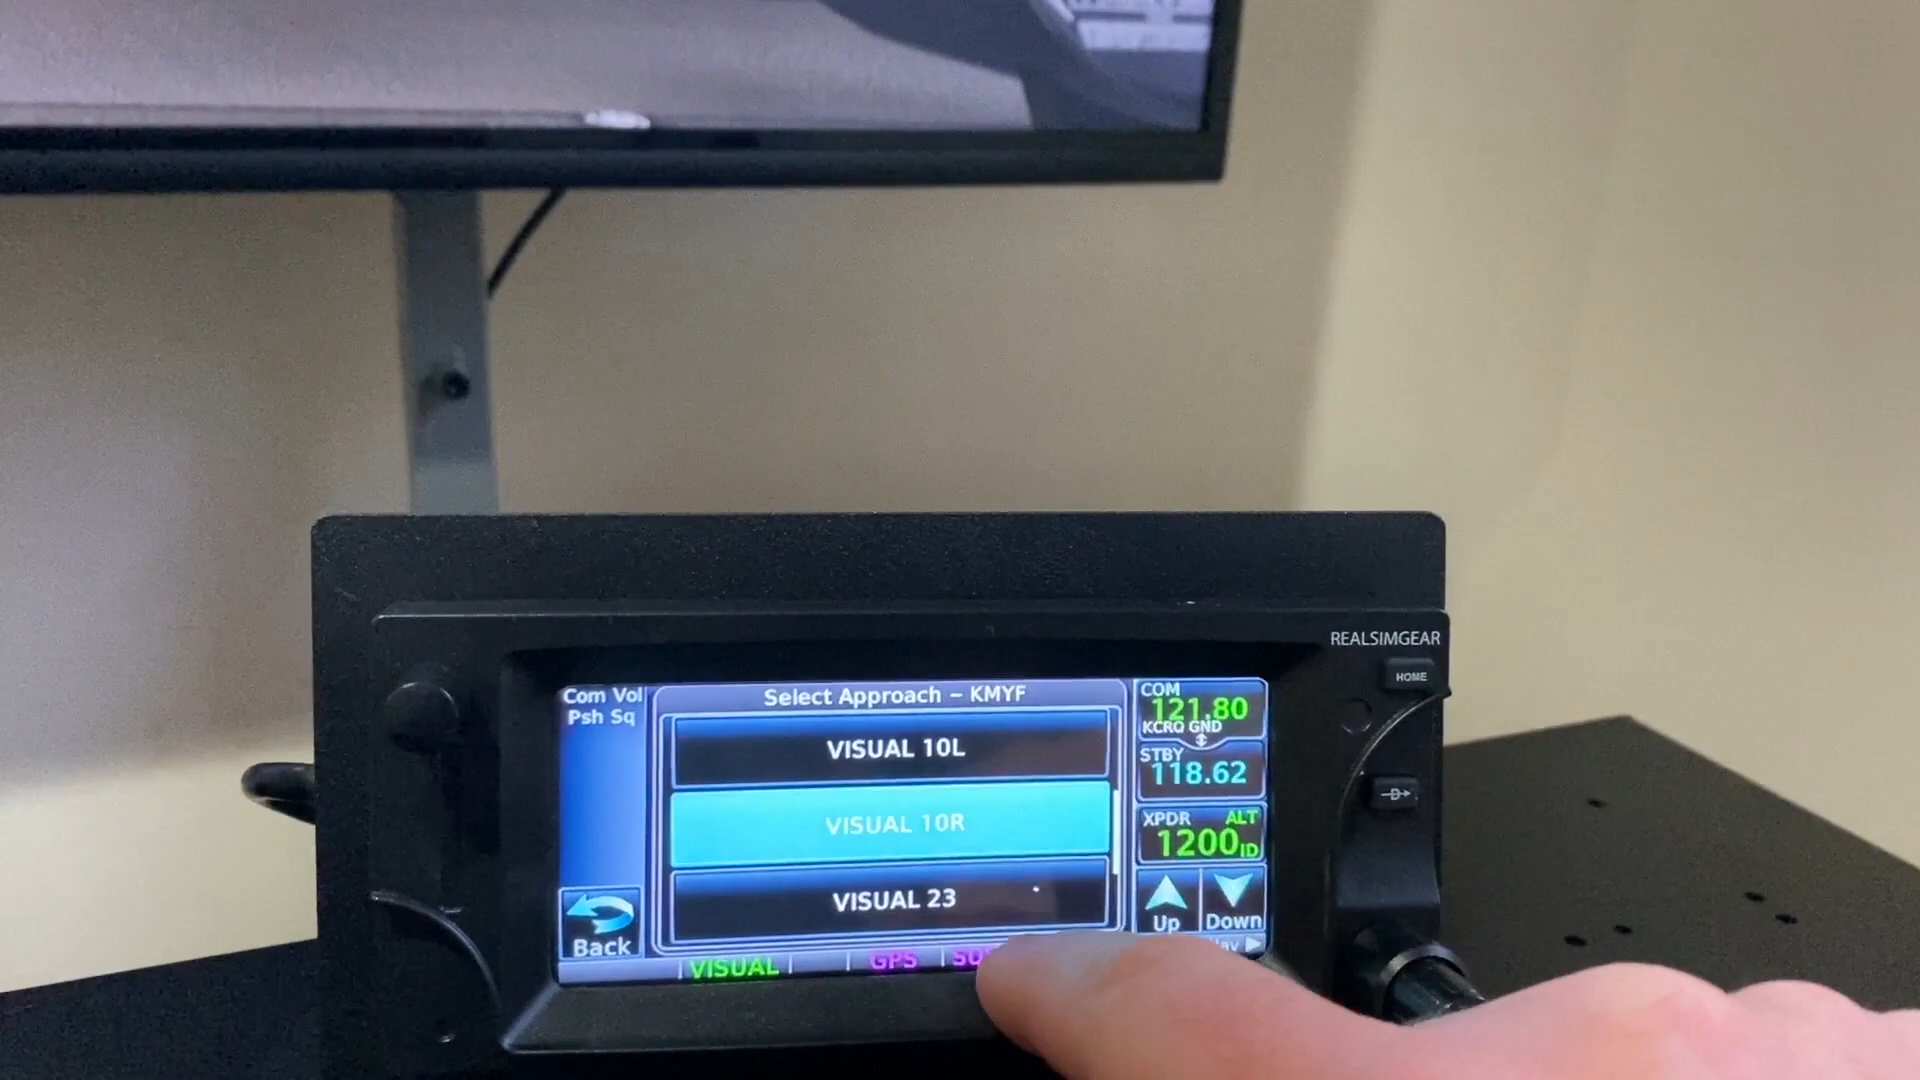 REALSIMGEAR
HOME
Com Vol
Psh Sq
Select Approach – KMYF
VISUAL 10L
VISUAL 10R
VISUAL 23
Back
VISUAL
GPS
COM
121.80
KCRQ GND
STBY
118.62
XPDR ALT
1200 ID
Up
Down